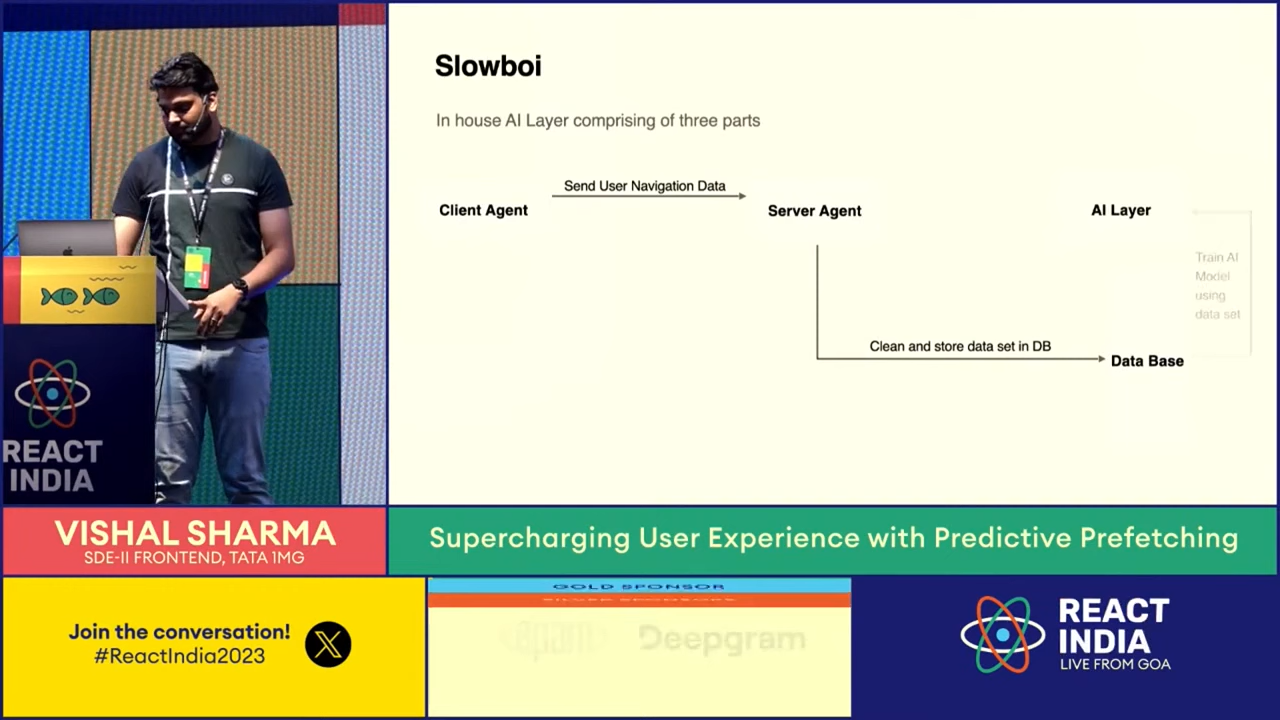 Slowboi
In house AI Layer comprising of three parts
Send User Navigation Data
Client Agent
Server Agent
AI Layer
Train AI
Model
using
data set
Clean and store data set in DB
Data Base
REACT
INDIA
VISHAL SHARMA
SDE-II FRONTEND, TATA 1MG
Supercharging User Experience with Predictive Prefetching
Join the conversation!
#ReactIndia2023
GOLD SPONSOR
Deepgram
REACT
INDIA
LIVE FROM GOA